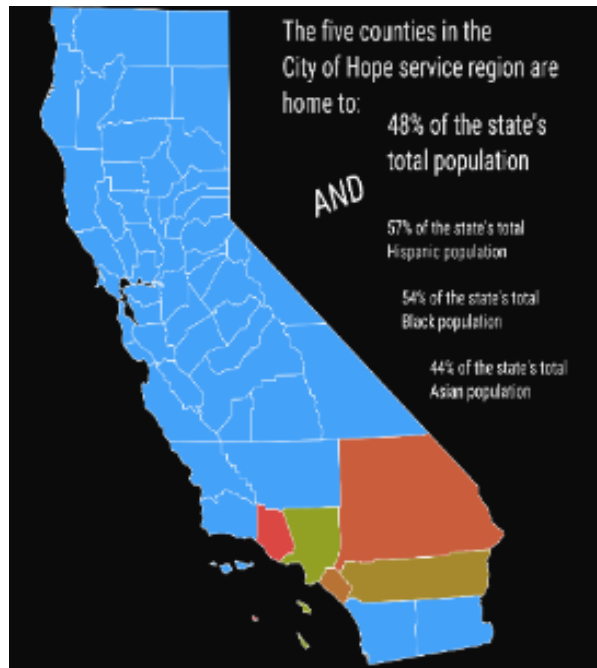 The five counties in the
City of Hope service region are
home to:
48% of the state's
total population
AND
57% of the state's total
Hispanic population
54% of the state's total
Black population
44% of the state's total
Asian population